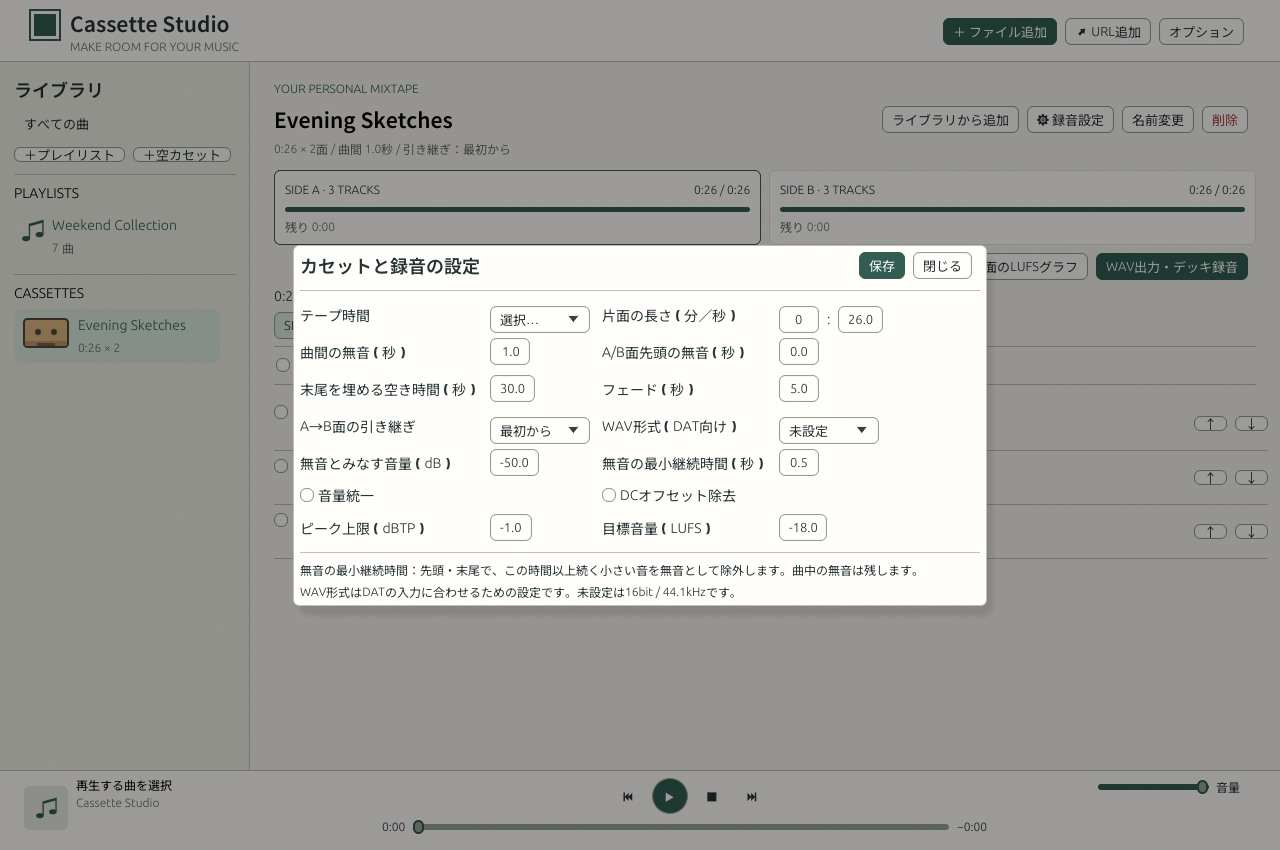 Cassette Studio
MAKE ROOM FOR YOUR MUSIC
＋ ファイル追加
URL追加
オプション
ライブラリ
すべての曲
＋プレイリスト
＋空カセット
PLAYLISTS
Weekend Collection
7 曲
CASSETTES
Evening Sketches
0:26 × 2
YOUR PERSONAL MIXTAPE
Evening Sketches
ライブラリから追加
録音設定
名前変更
削除
0:26 × 2面 / 曲間 1.0秒 / 引き継ぎ：最初から
SIDE A · 3 TRACKS
0:26 / 0:26
残り 0:00
SIDE B · 3 TRACKS
0:26 / 0:26
残り 0:00
面のLUFSグラフ
WAV出力・デッキ録音
0:2
カセットと録音の設定
保存
閉じる
テープ時間
選択…
片面の長さ（分／秒）
0 : 26.0
曲間の無音（秒）
1.0
A/B面先頭の無音（秒）
0.0
末尾を埋める空き時間（秒）
30.0
フェード（秒）
5.0
A→B面の引き継ぎ
最初から
WAV形式（DAT向け）
未設定
無音とみなす音量（dB）
-50.0
無音の最小継続時間（秒）
0.5
音量統一
DCオフセット除去
ピーク上限（dBTP）
-1.0
目標音量（LUFS）
-18.0
無音の最小継続時間：先頭・末尾で、この時間以上続く小さい音を無音として除外します。曲中の無音は残します。
WAV形式はDATの入力に合わせるための設定です。未設定は16bit / 44.1kHzです。
↑ ↓
↑ ↓
↑ ↓
再生する曲を選択
Cassette Studio
0:00
−0:00
音量